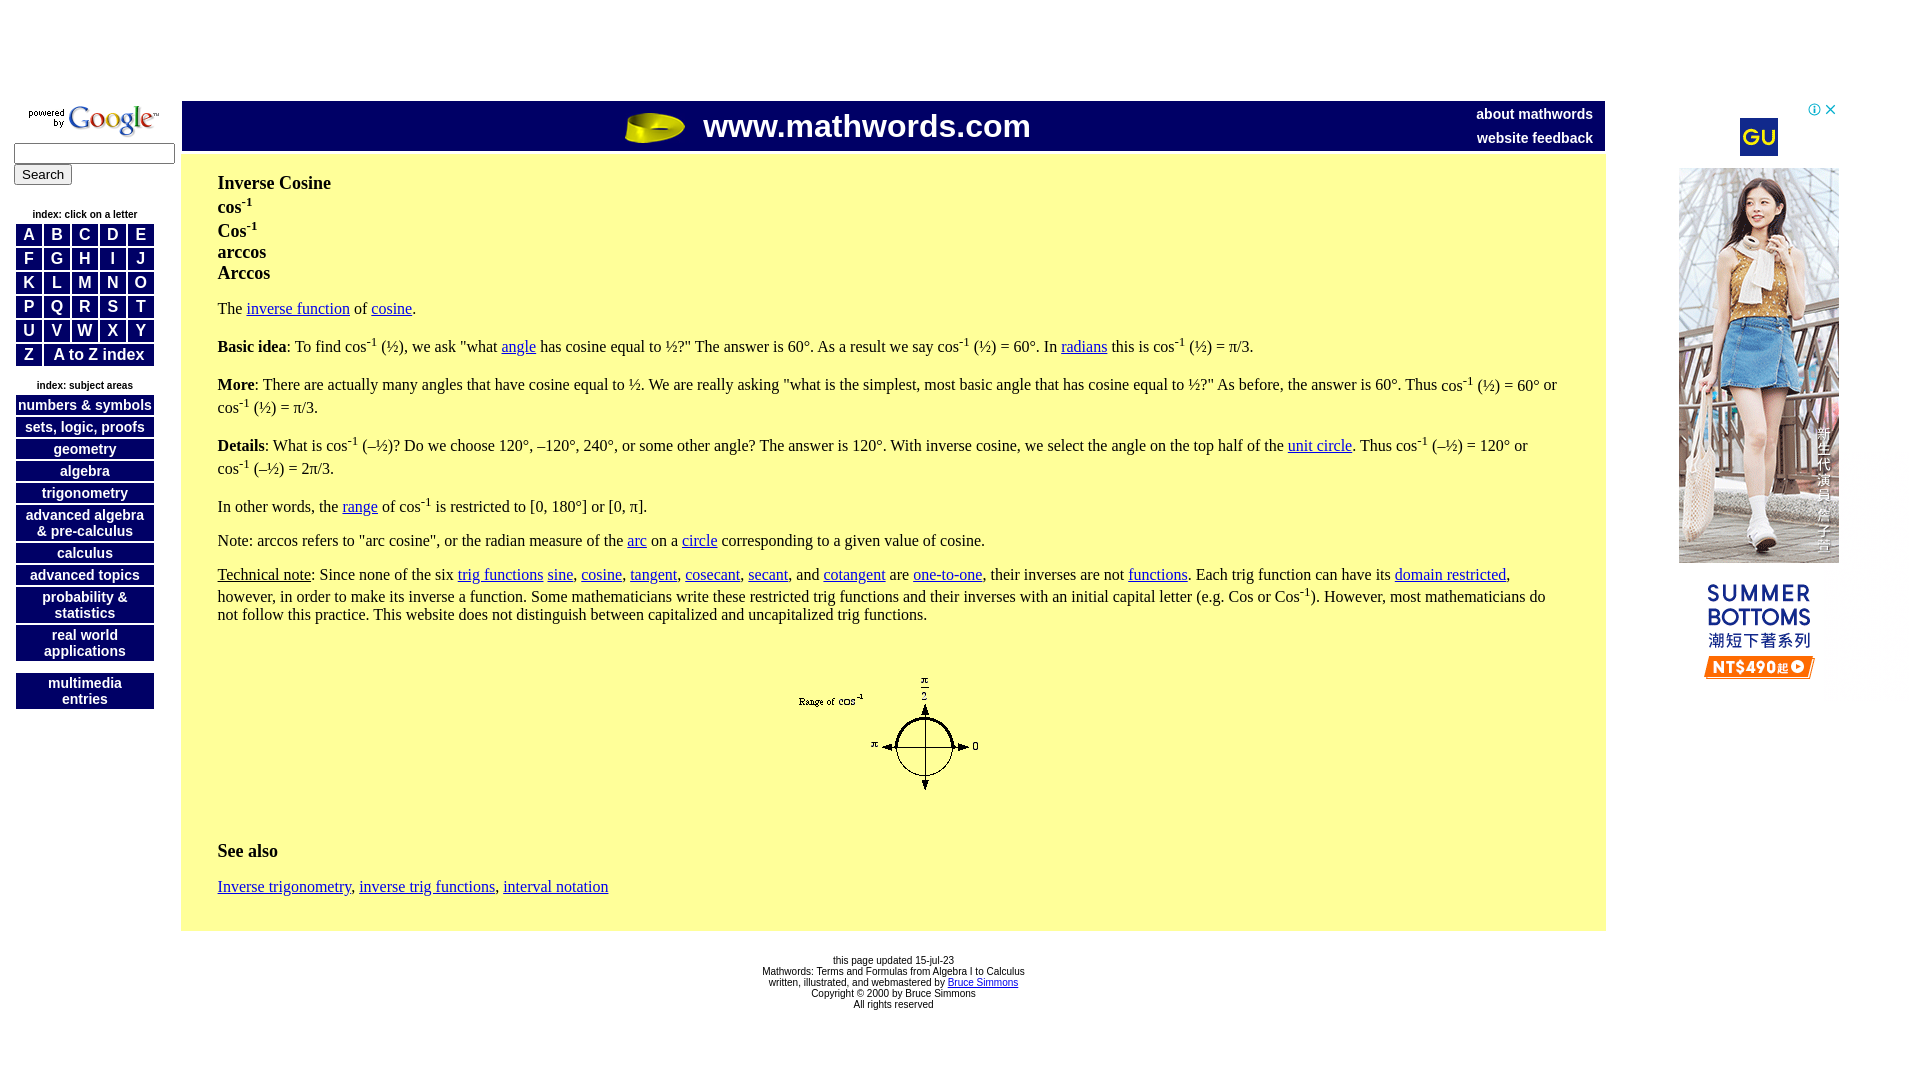 powered by Google™
Search
index: click on a letter
A B C D E
F G H I J
K L M N O
P Q R S T
U V W X Y
Z A to Z index
index: subject areas
numbers & symbols
sets, logic, proofs
geometry
algebra
trigonometry
advanced algebra
& pre-calculus
calculus
advanced topics
probability &
statistics
real world
applications
multimedia
entries
www.mathwords.com
about mathwords
website feedback
Inverse Cosine
cos-1
Cos-1
arccos
Arccos
The inverse function of cosine.
Basic idea: To find cos-1 (½), we ask "what angle has cosine equal to ½?" The answer is 60°. As a result we say cos-1 (½) = 60°. In radians this is cos-1 (½) = π/3.
More: There are actually many angles that have cosine equal to ½. We are really asking "what is the simplest, most basic angle that has cosine equal to ½?" As before, the answer is 60°. Thus cos-1 (½) = 60° or
cos-1 (½) = π/3.
Details: What is cos-1 (–½)? Do we choose 120°, –120°, 240°, or some other angle? The answer is 120°. With inverse cosine, we select the angle on the top half of the unit circle. Thus cos-1 (–½) = 120° or
cos-1 (–½) = 2π/3.
In other words, the range of cos-1 is restricted to [0, 180°] or [0, π].
Note: arccos refers to "arc cosine", or the radian measure of the arc on a circle corresponding to a given value of cosine.
Technical note: Since none of the six trig functions sine, cosine, tangent, cosecant, secant, and cotangent are one-to-one, their inverses are not functions. Each trig function can have its domain restricted,
however, in order to make its inverse a function. Some mathematicians write these restricted trig functions and their inverses with an initial capital letter (e.g. Cos or Cos-1). However, most mathematicians do
not follow this practice. This website does not distinguish between capitalized and uncapitalized trig functions.
Range of cos-1
π
2
π
0
See also
Inverse trigonometry, inverse trig functions, interval notation
this page updated 15-jul-23
Mathwords: Terms and Formulas from Algebra I to Calculus
written, illustrated, and webmastered by Bruce Simmons
Copyright © 2000 by Bruce Simmons
All rights reserved
GU
新生代演員
SUMMER
BOTTOMS
潮短下著系列
NT$490起